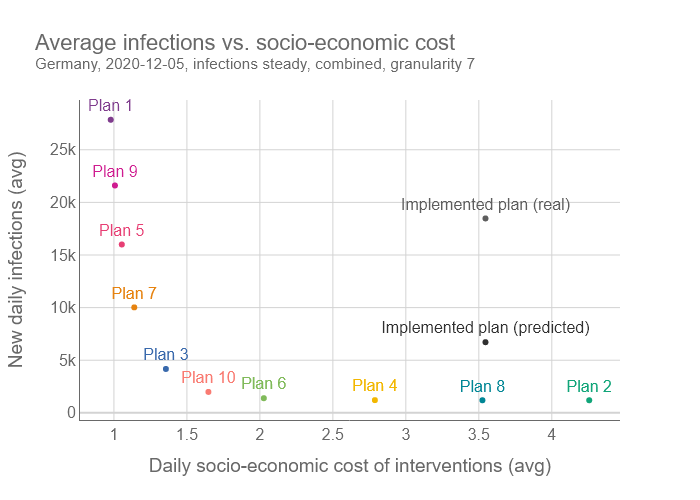 Average infections vs. socio-economic cost
Germany, 2020-12-05, infections steady, combined, granularity 7
New daily infections (avg)
25k
20k
15k
10k
5k
0
Plan 1
Plan 9
Plan 5
Plan 7
Plan 3
Plan 10
Plan 6
Plan 4
Plan 8
Plan 2
Implemented plan (real)
Implemented plan (predicted)
1
1.5
2
2.5
3
3.5
4
Daily socio-economic cost of interventions (avg)